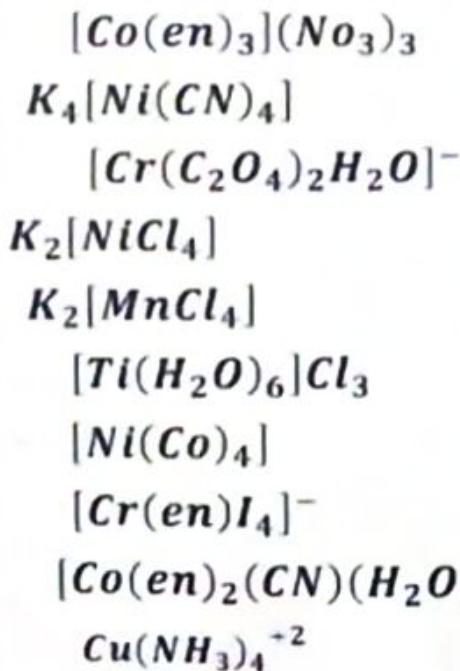 [Co(en)₃](No₃)₃
K₄[Ni(CN)₄]
[Cr(C₂O₄)₂H₂O]⁻
K₂[NiCl₄]
K₂[MnCl₄]
[Ti(H₂O)₆]Cl₃
[Ni(Co)₄]
[Cr(en)I₄]⁻
[Co(en)₂(CN)(H₂O
Cu(NH₃)₄⁺²